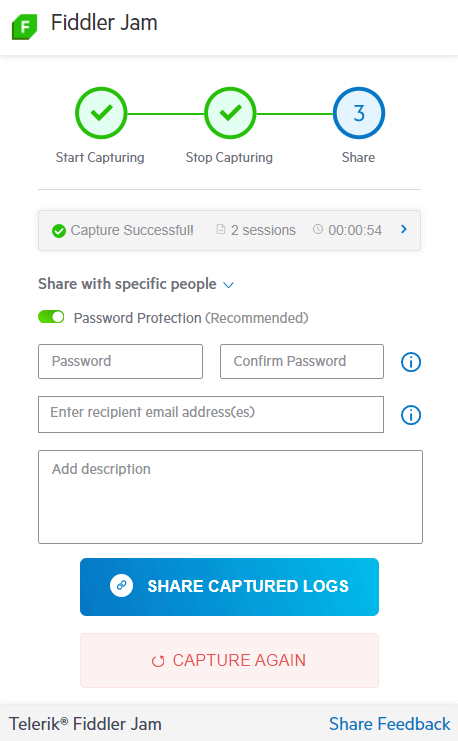 F Fiddler Jam
3
Start Capturing Stop Capturing Share
Capture Successful! 2 sessions 00:00:54
Share with specific people
Password Protection (Recommended)
Password Confirm Password
Enter recipient email address(es)
Add description
SHARE CAPTURED LOGS
CAPTURE AGAIN
Telerik® Fiddler Jam Share Feedback